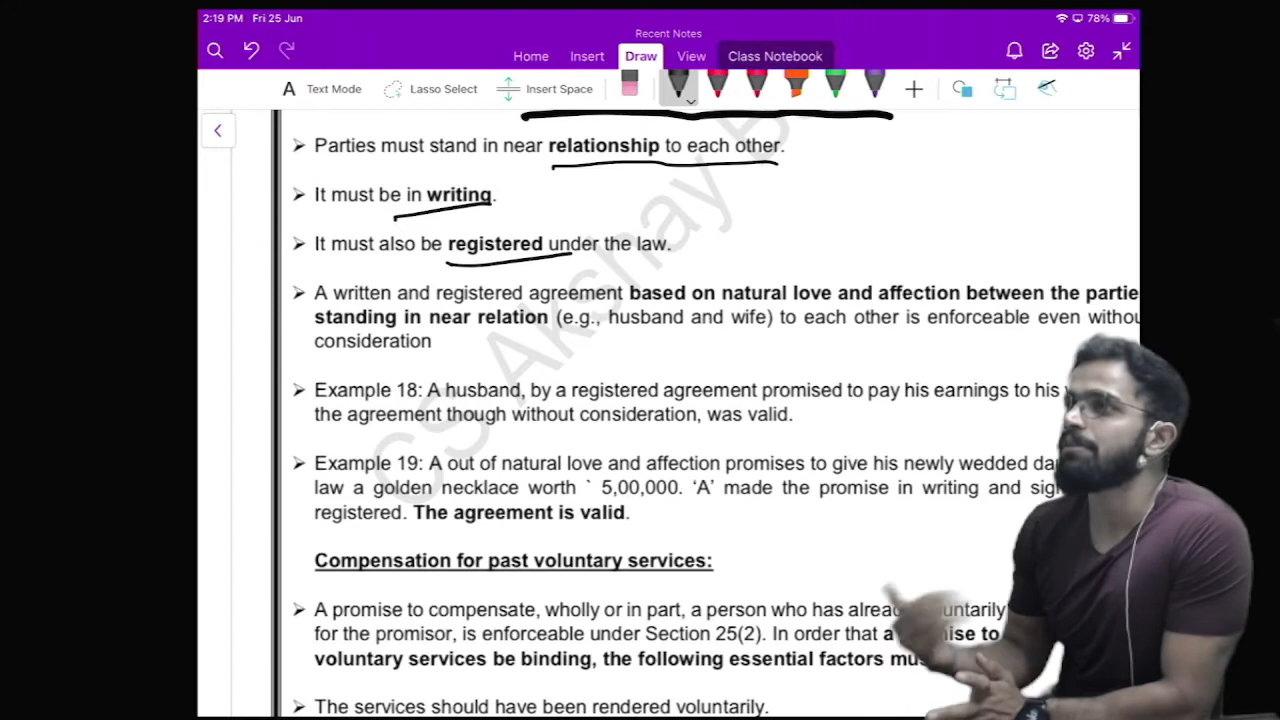 2:19 PM Fri 25 Jun
78%
Recent Notes
Home Insert Draw View Class Notebook
A Text Mode Lasso Select Insert Space
➢ Parties must stand in near relationship to each other.
➢ It must be in writing.
➢ It must also be registered under the law.
➢ A written and registered agreement based on natural love and affection between the partie
standing in near relation (e.g., husband and wife) to each other is enforceable even withou
consideration
➢ Example 18: A husband, by a registered agreement promised to pay his earnings to his
the agreement though without consideration, was valid.
➢ Example 19: A out of natural love and affection promises to give his newly wedded da
law a golden necklace worth ` 5,00,000. ‘A’ made the promise in writing and sig
registered. The agreement is valid.
Compensation for past voluntary services:
➢ A promise to compensate, wholly or in part, a person who has alrea untarily
for the promisor, is enforceable under Section 25(2). In order that a mise to
voluntary services be binding, the following essential factors mu
➢ The services should have been rendered voluntarily.
CS Akshay B